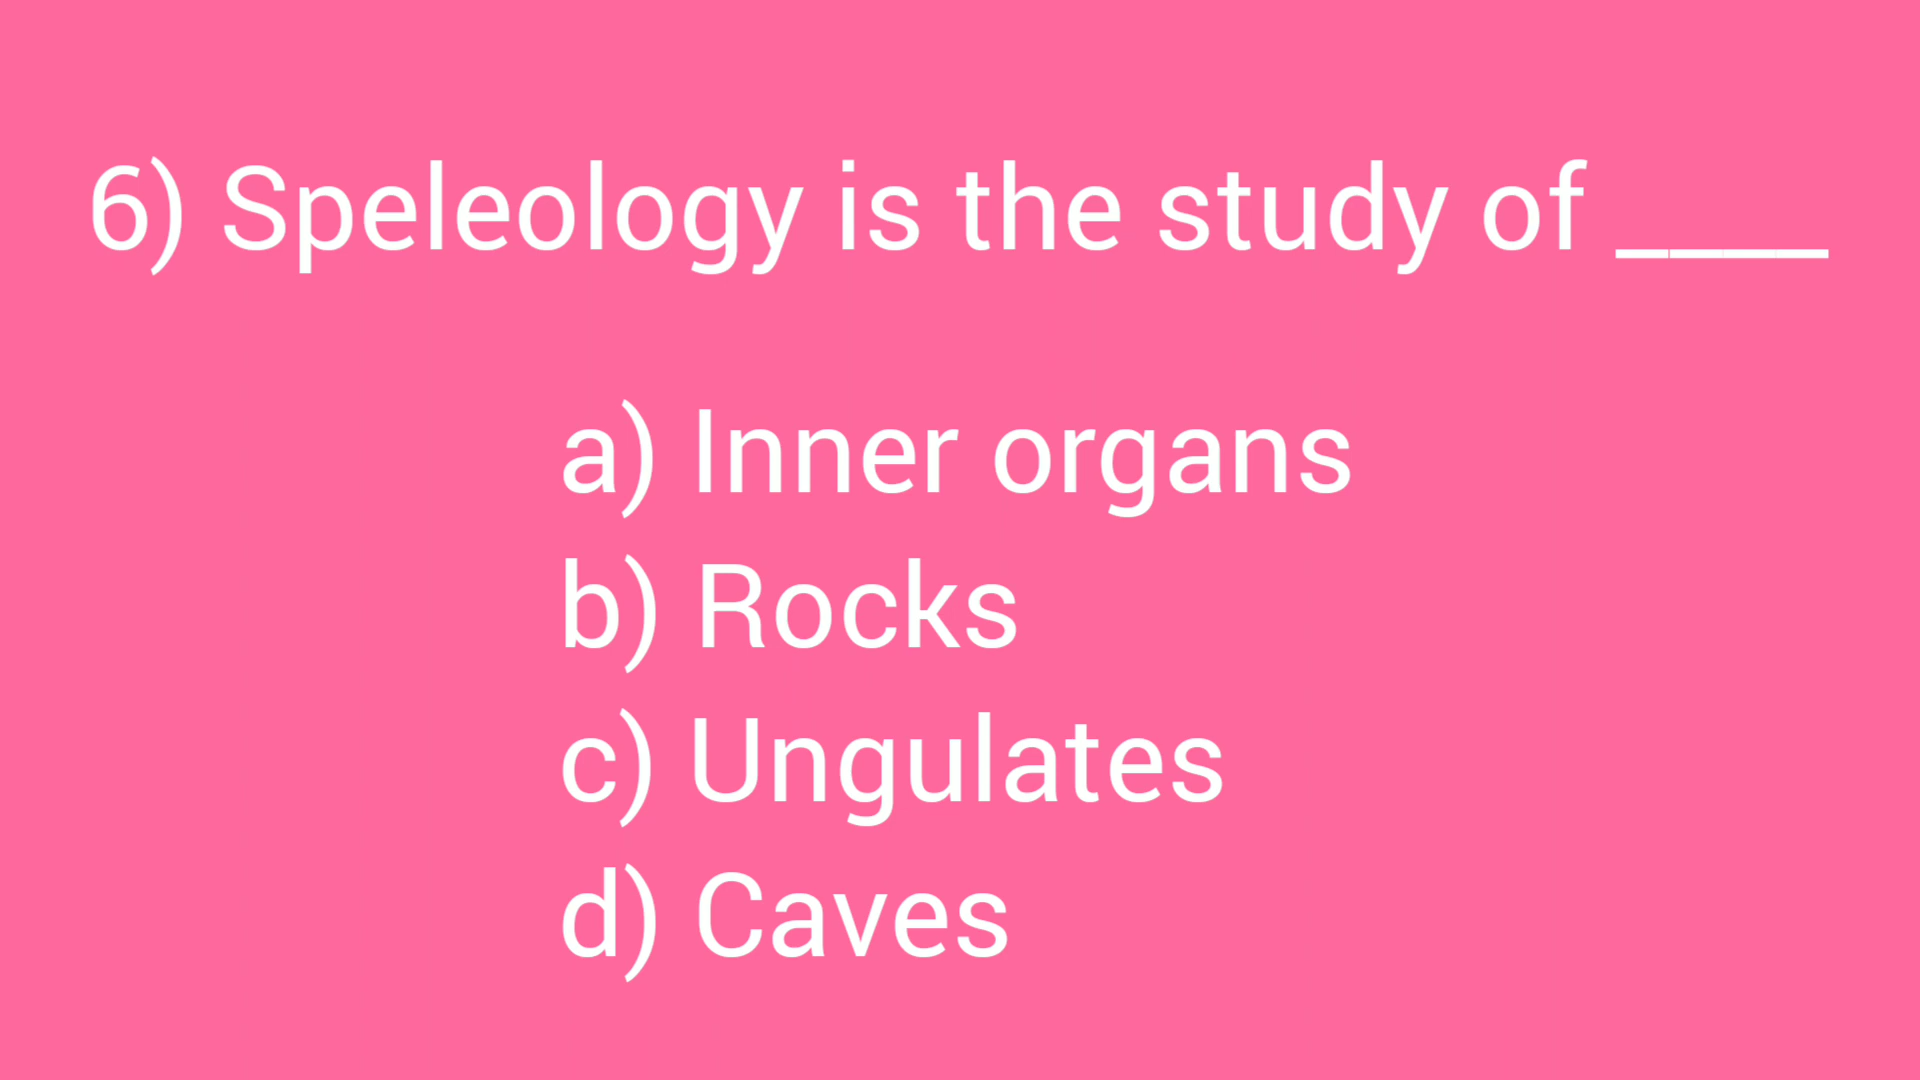 6) Speleology is the study of ____
a) Inner organs
b) Rocks
c) Ungulates
d) Caves